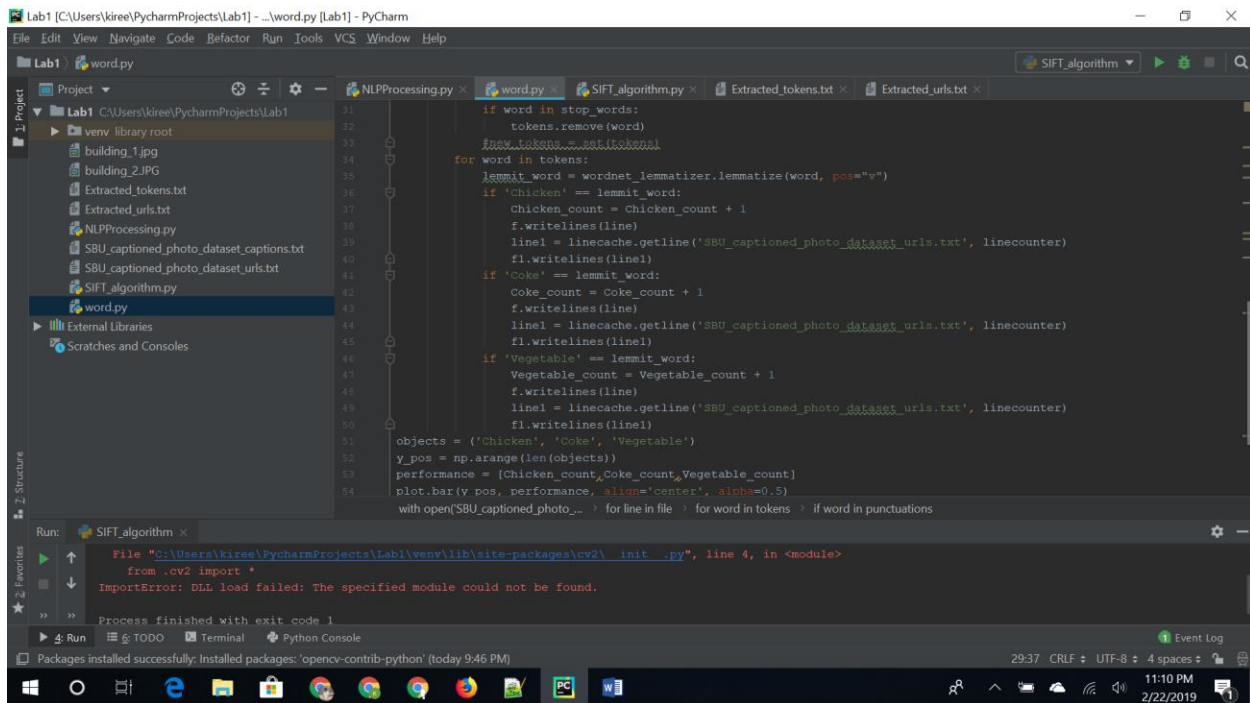 Lab1 [C:\Users\kiree\PycharmProjects\Lab1] - ...\word.py [Lab1] - PyCharm
File Edit View Navigate Code Refactor Run Tools VCS Window Help
Lab1 word.py SIFT_algorithm
1: Project
Project NLPProcessing.py word.py SIFT_algorithm.py Extracted_tokens.txt Extracted_urls.txt
Lab1 C:\Users\kiree\PycharmProjects\Lab1
venv library root
building_1.jpg
building_2.JPG
Extracted_tokens.txt
Extracted_urls.txt
NLPProcessing.py
SBU_captioned_photo_dataset_captions.txt
SBU_captioned_photo_dataset_urls.txt
SIFT_algorithm.py
word.py
External Libraries
Scratches and Consoles
31 if word in stop_words:
32 tokens.remove(word)
33 #new_tokens = set(tokens)
34 for word in tokens:
35 lemmit_word = wordnet_lemmatizer.lemmatize(word, pos="v")
36 if 'Chicken' == lemmit_word:
37 Chicken_count = Chicken_count + 1
38 f.writelines(line)
39 line1 = linecache.getline('SBU_captioned_photo_dataset_urls.txt', linecounter)
40 f1.writelines(line1)
41 if 'Coke' == lemmit_word:
42 Coke_count = Coke_count + 1
43 f.writelines(line)
44 line1 = linecache.getline('SBU_captioned_photo_dataset_urls.txt', linecounter)
45 f1.writelines(line1)
46 if 'Vegetable' == lemmit_word:
47 Vegetable_count = Vegetable_count + 1
48 f.writelines(line)
49 line1 = linecache.getline('SBU_captioned_photo_dataset_urls.txt', linecounter)
50 f1.writelines(line1)
51 objects = ('Chicken', 'Coke', 'Vegetable')
52 y_pos = np.arange(len(objects))
53 performance = [Chicken_count,Coke_count,Vegetable_count]
54 plot.bar(y_pos, performance, align='center', alpha=0.5)
with open('SBU_captioned_photo_... for line in file for word in tokens if word in punctuations
7: Structure
2: Favorites
Run: SIFT_algorithm
File "C:\Users\kiree\PycharmProjects\Lab1\venv\lib\site-packages\cv2\__init__.py", line 4, in <module>
from .cv2 import *
ImportError: DLL load failed: The specified module could not be found.
Process finished with exit code 1
4: Run 6: TODO Terminal Python Console 1 Event Log
Packages installed successfully: Installed packages: 'opencv-contrib-python' (today 9:46 PM) 29:37 CRLF UTF-8 4 spaces
11:10 PM
2/22/2019